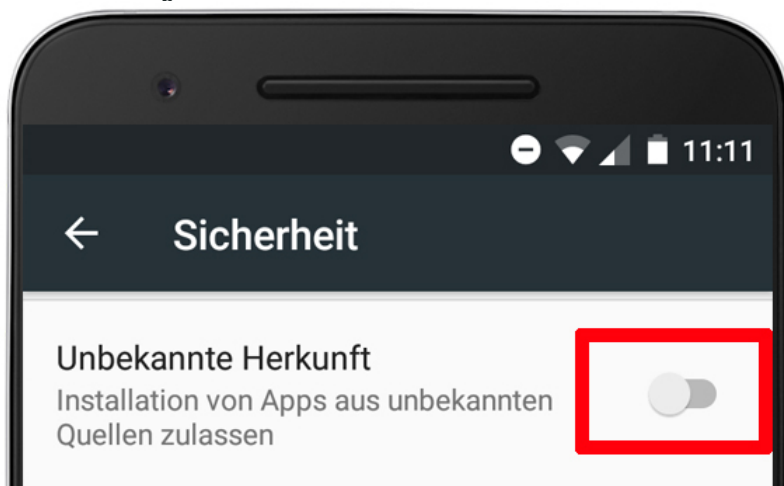 11:11
Sicherheit
Unbekannte Herkunft
Installation von Apps aus unbekannten
Quellen zulassen